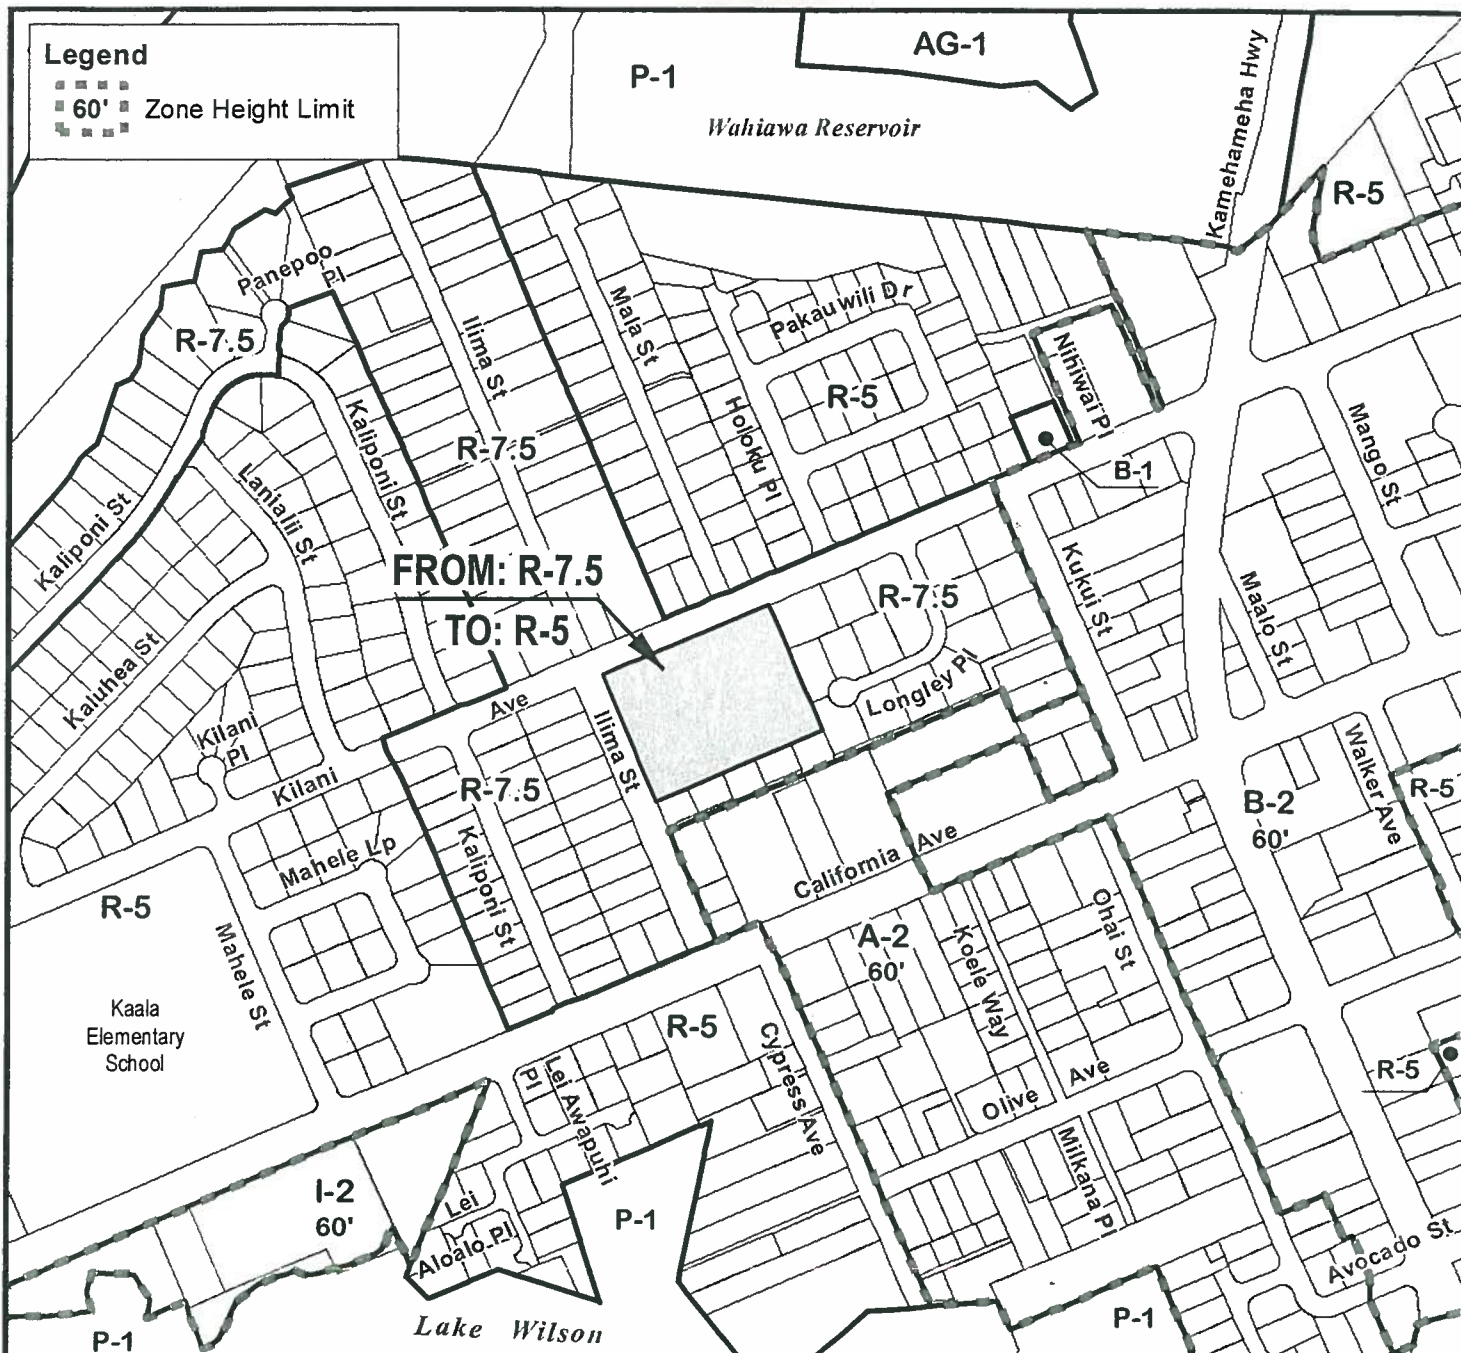 Legend
60' Zone Height Limit
AG-1
P-1
Wahiawa Reservoir
Kamehameha Hwy
R-5
Panepoo Pl
R-7.5
Ilima St
Mala St
Pakauwili Dr
Nihiwai Pl
R-5
Holoku Pl
Kaliponi St
R-7.5
Mango St
B-1
Lanialii St
Kaliponi St
FROM: R-7.5
TO: R-5
R-7.5
Kukui St
Maalo St
Kaluhea St
Longley Pl
Kilani Pl
Ave
Ilima St
Kilani
R-7.5
Walker Ave
R-5
B-2
60'
Mahele Lp
California Ave
Kaliponi St
R-5
Mahele St
A-2
60'
Koele Way
Ohai St
Kaala
Elementary
School
R-5
Cypress Ave
Lei Awapuhi Pl
Olive Ave
R-5
Milkana Pl
I-2
60'
Lei
P-1
Aloalo Pl
Avocado St
Lake Wilson
P-1
P-1